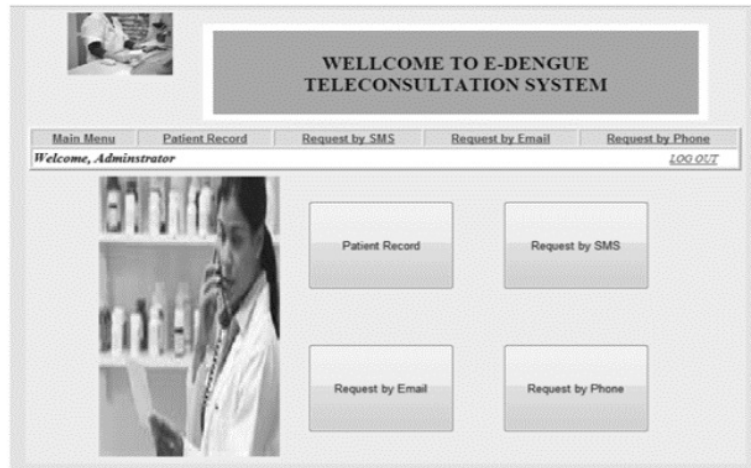 WELLCOME TO E-DENGUE
TELECONSULTATION SYSTEM
Main Menu Patient Record Request by SMS Request by Email Request by Phone
Welcome, Adminstrator LOG OUT
Patient Record Request by SMS
Request by Email Request by Phone